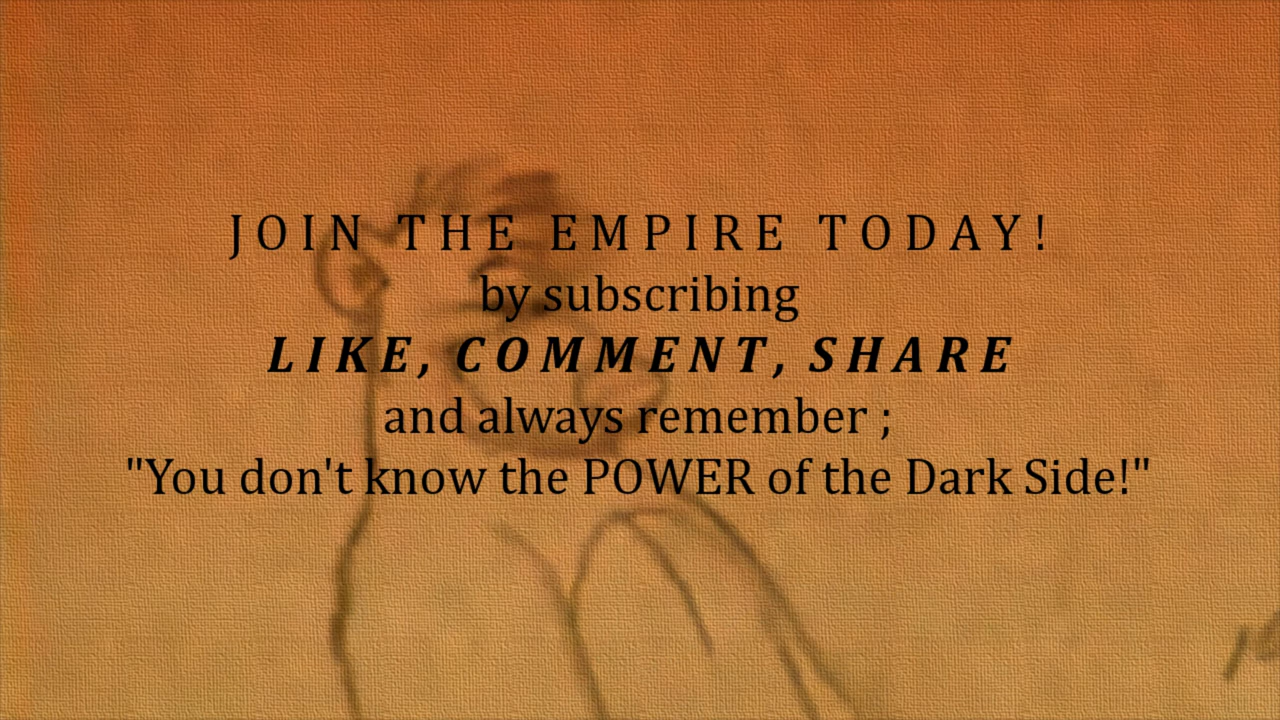 JOIN THE EMPIRE TODAY!
by subscribing
LIKE, COMMENT, SHARE
and always remember ;
"You don't know the POWER of the Dark Side!"